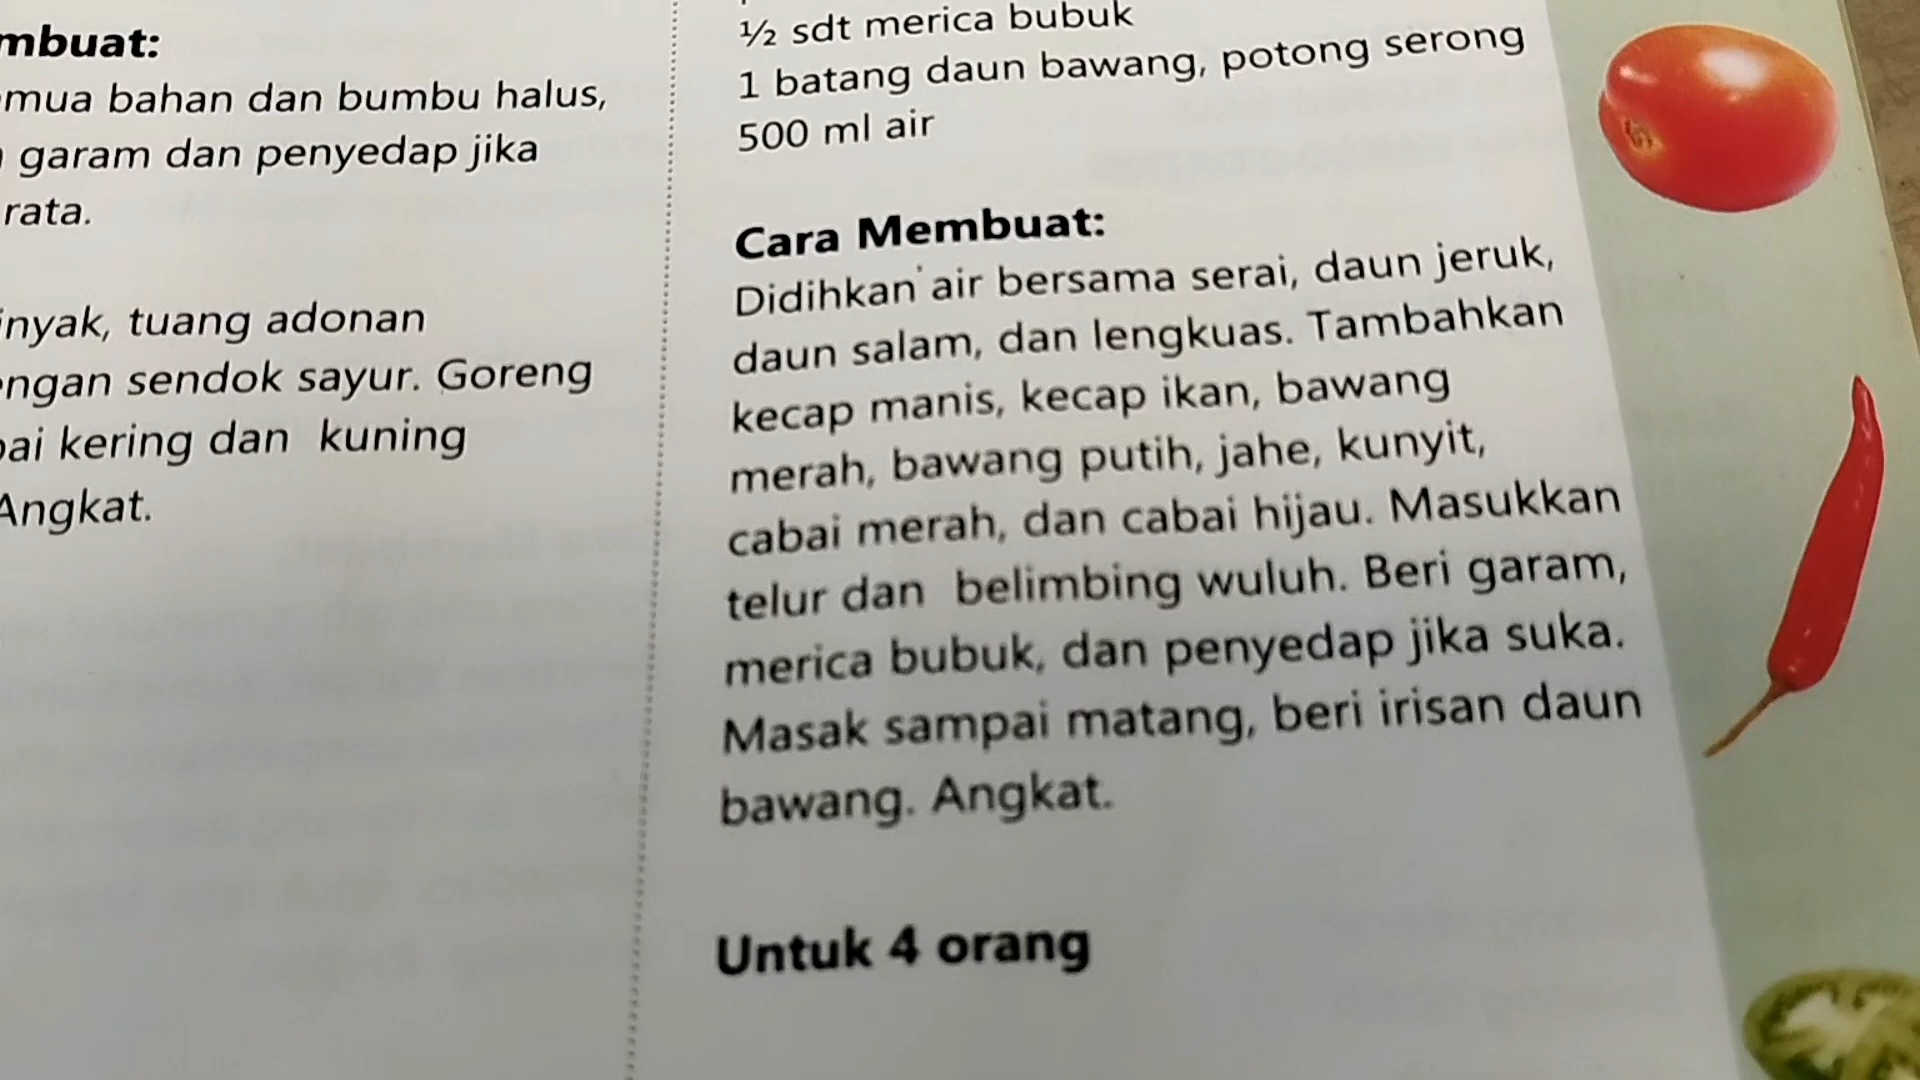 mbuat:
mua bahan dan bumbu halus,
garam dan penyedap jika
rata.
inyak, tuang adonan
engan sendok sayur. Goreng
pai kering dan kuning
Angkat.
½ sdt merica bubuk
1 batang daun bawang, potong serong
500 ml air
Cara Membuat:
Didihkan air bersama serai, daun jeruk,
daun salam, dan lengkuas. Tambahkan
kecap manis, kecap ikan, bawang
merah, bawang putih, jahe, kunyit,
cabai merah, dan cabai hijau. Masukkan
telur dan belimbing wuluh. Beri garam,
merica bubuk, dan penyedap jika suka.
Masak sampai matang, beri irisan daun
bawang. Angkat.
Untuk 4 orang